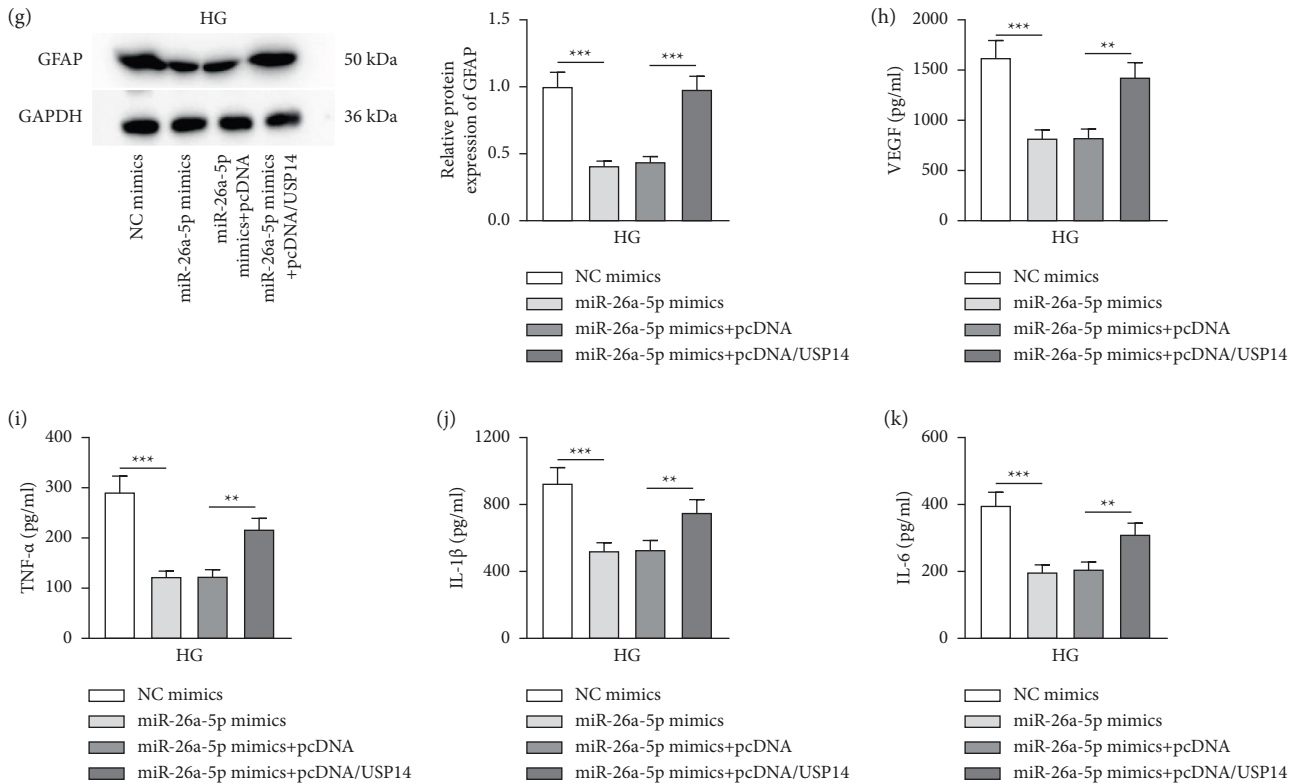 (g)
HG
GFAP
50 kDa
GAPDH
36 kDa
NC mimics
miR-26a-5p mimics
miR-26a-5p
mimics+pcDNA
miR-26a-5p mimics
+pcDNA/USP14
Relative protein
expression of GFAP
1.5
1.0
0.5
0.0
***
***
HG
NC mimics
miR-26a-5p mimics
miR-26a-5p mimics+pcDNA
miR-26a-5p mimics+pcDNA/USP14
(h)
VEGF (pg/ml)
2000
1500
1000
500
0
***
**
HG
NC mimics
miR-26a-5p mimics
miR-26a-5p mimics+pcDNA
miR-26a-5p mimics+pcDNA/USP14
(i)
TNF-α (pg/ml)
400
300
200
100
0
***
**
HG
NC mimics
miR-26a-5p mimics
miR-26a-5p mimics+pcDNA
miR-26a-5p mimics+pcDNA/USP14
(j)
IL-1β (pg/ml)
1200
800
400
0
***
**
HG
NC mimics
miR-26a-5p mimics
miR-26a-5p mimics+pcDNA
miR-26a-5p mimics+pcDNA/USP14
(k)
IL-6 (pg/ml)
600
400
200
0
***
**
HG
NC mimics
miR-26a-5p mimics
miR-26a-5p mimics+pcDNA
miR-26a-5p mimics+pcDNA/USP14